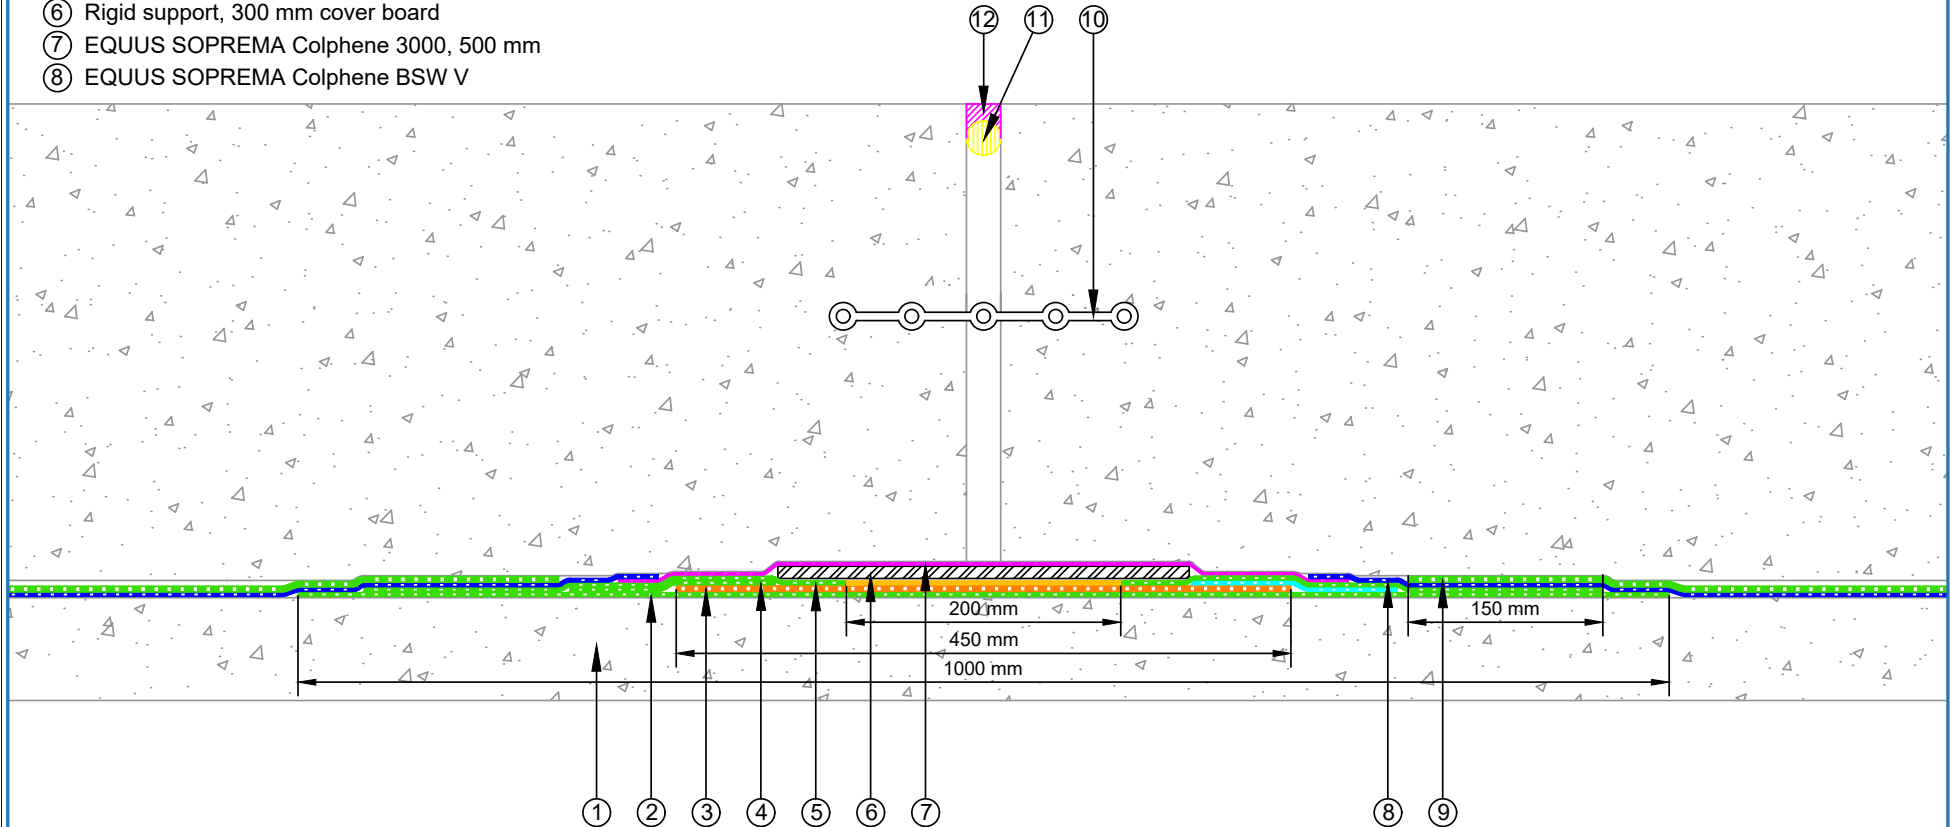 ⑥ Rigid support, 300 mm cover board
⑦ EQUUS SOPREMA Colphene 3000, 500 mm
⑧ EQUUS SOPREMA Colphene BSW V
⑫ ⑪ ⑩
200 mm
150 mm
450 mm
1000 mm
① ② ③ ④ ⑤ ⑥ ⑦ ⑧ ⑨